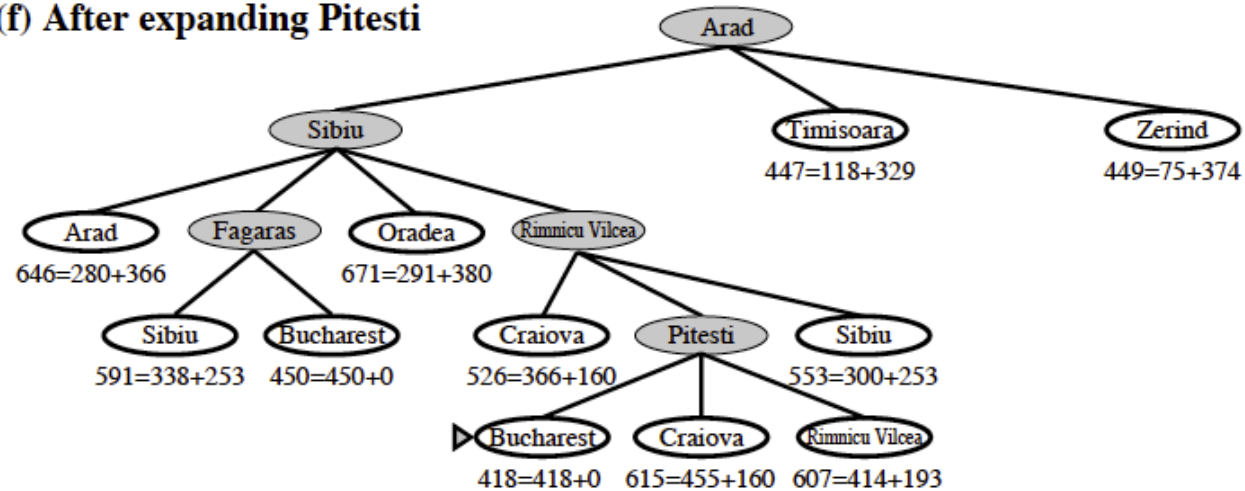 (f) After expanding Pitesti
Arad
Sibiu
Timisoara
Zerind
447=118+329
449=75+374
Arad
Fagaras
Oradea
Rimnicu Vilcea
646=280+366
671=291+380
Sibiu
Bucharest
Craiova
Pitesti
Sibiu
591=338+253
450=450+0
526=366+160
553=300+253
Bucharest
Craiova
Rimnicu Vilcea
418=418+0
615=455+160
607=414+193